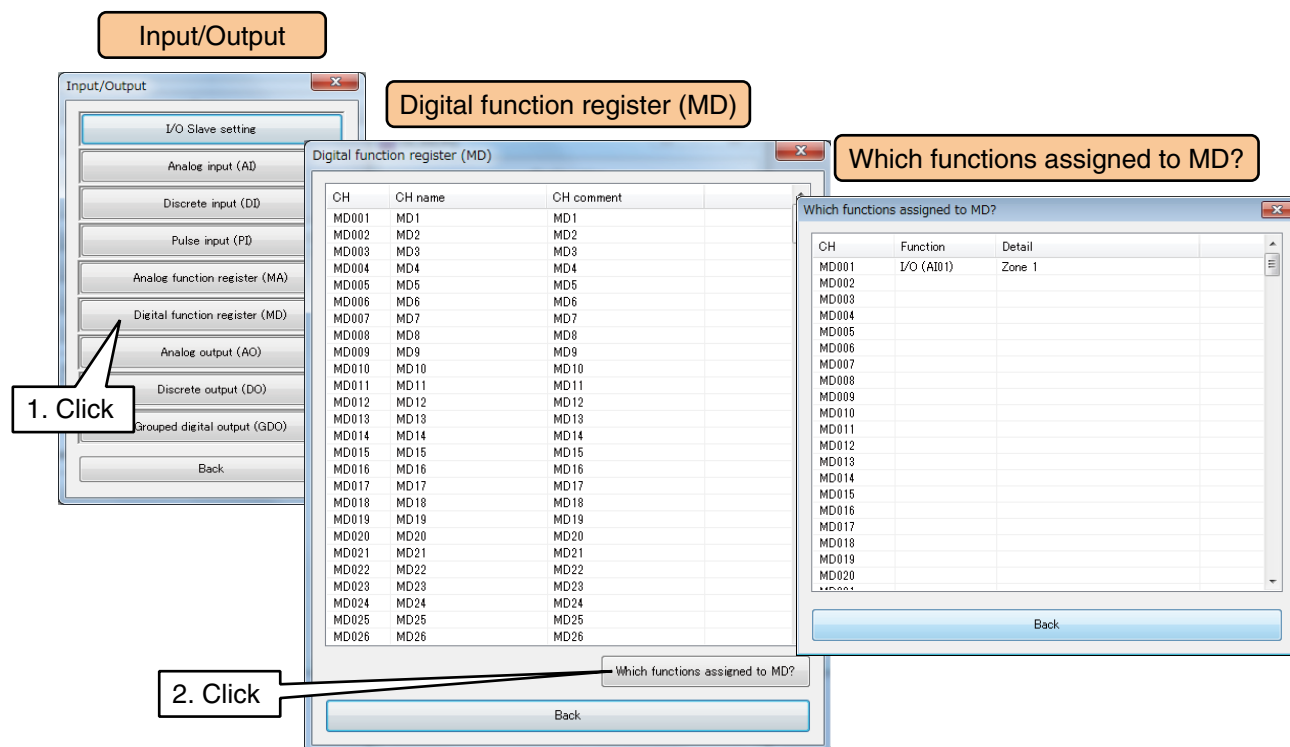 Input/Output
Input/Output
I/O Slave setting
Analog input (AI)
Discrete input (DI)
Pulse input (PI)
Analog function register (MA)
Digital function register (MD)
Analog output (AO)
Discrete output (DO)
Grouped digital output (GDO)
Back
1. Click
Digital function register (MD)
Digital function register (MD)
CH CH name CH comment
MD001 MD1 MD1
MD002 MD2 MD2
MD003 MD3 MD3
MD004 MD4 MD4
MD005 MD5 MD5
MD006 MD6 MD6
MD007 MD7 MD7
MD008 MD8 MD8
MD009 MD9 MD9
MD010 MD10 MD10
MD011 MD11 MD11
MD012 MD12 MD12
MD013 MD13 MD13
MD014 MD14 MD14
MD015 MD15 MD15
MD016 MD16 MD16
MD017 MD17 MD17
MD018 MD18 MD18
MD019 MD19 MD19
MD020 MD20 MD20
MD021 MD21 MD21
MD022 MD22 MD22
MD023 MD23 MD23
MD024 MD24 MD24
MD025 MD25 MD25
MD026 MD26 MD26
Which functions assigned to MD?
Back
2. Click
Which functions assigned to MD?
Which functions assigned to MD?
CH Function Detail
MD001 I/O (AI01) Zone 1
MD002
MD003
MD004
MD005
MD006
MD007
MD008
MD009
MD010
MD011
MD012
MD013
MD014
MD015
MD016
MD017
MD018
MD019
MD020
Back